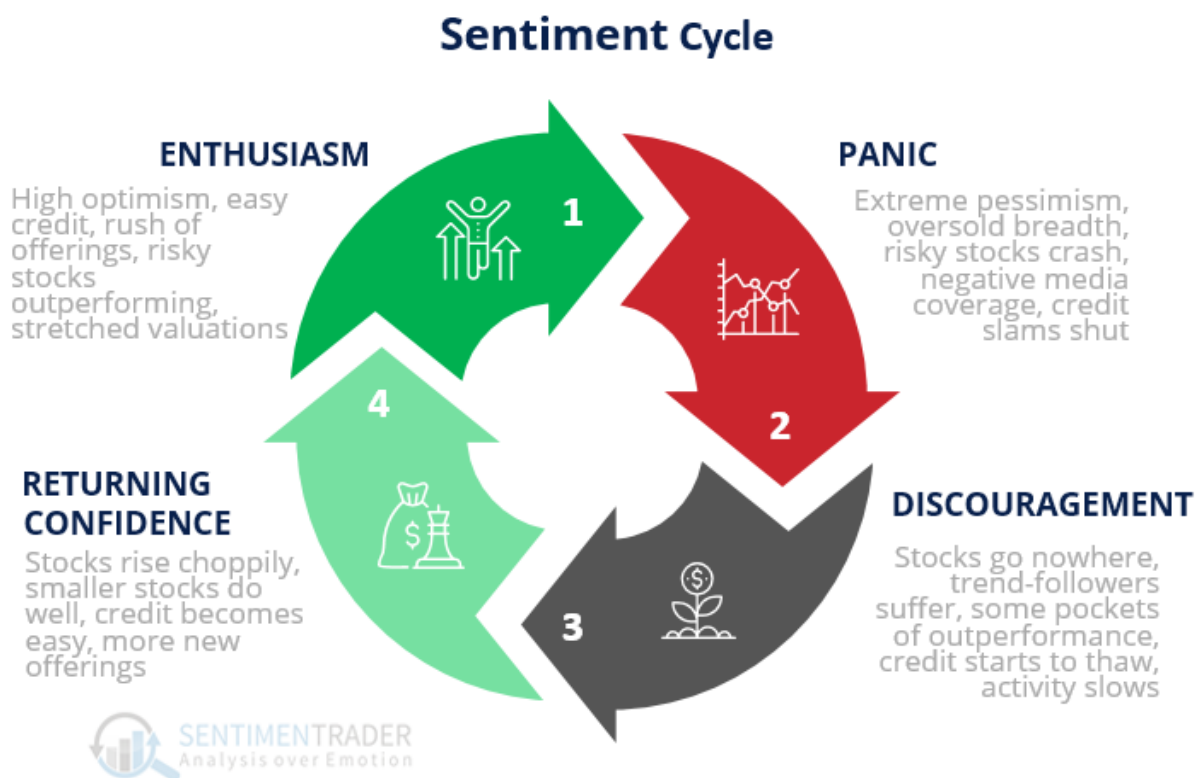 Sentiment Cycle
ENTHUSIASM
High optimism, easy
credit, rush of
offerings, risky
stocks
outperforming,
stretched valuations
1
PANIC
Extreme pessimism,
oversold breadth,
risky stocks crash,
negative media
coverage, credit
slams shut
2
DISCOURAGEMENT
Stocks go nowhere,
trend-followers
suffer, some pockets
of outperformance,
credit starts to thaw,
activity slows
$
3
RETURNING
CONFIDENCE
Stocks rise choppily,
smaller stocks do
well, credit becomes
easy, more new
offerings
$
4
SENTIMENTRADER
Analysis over Emotion